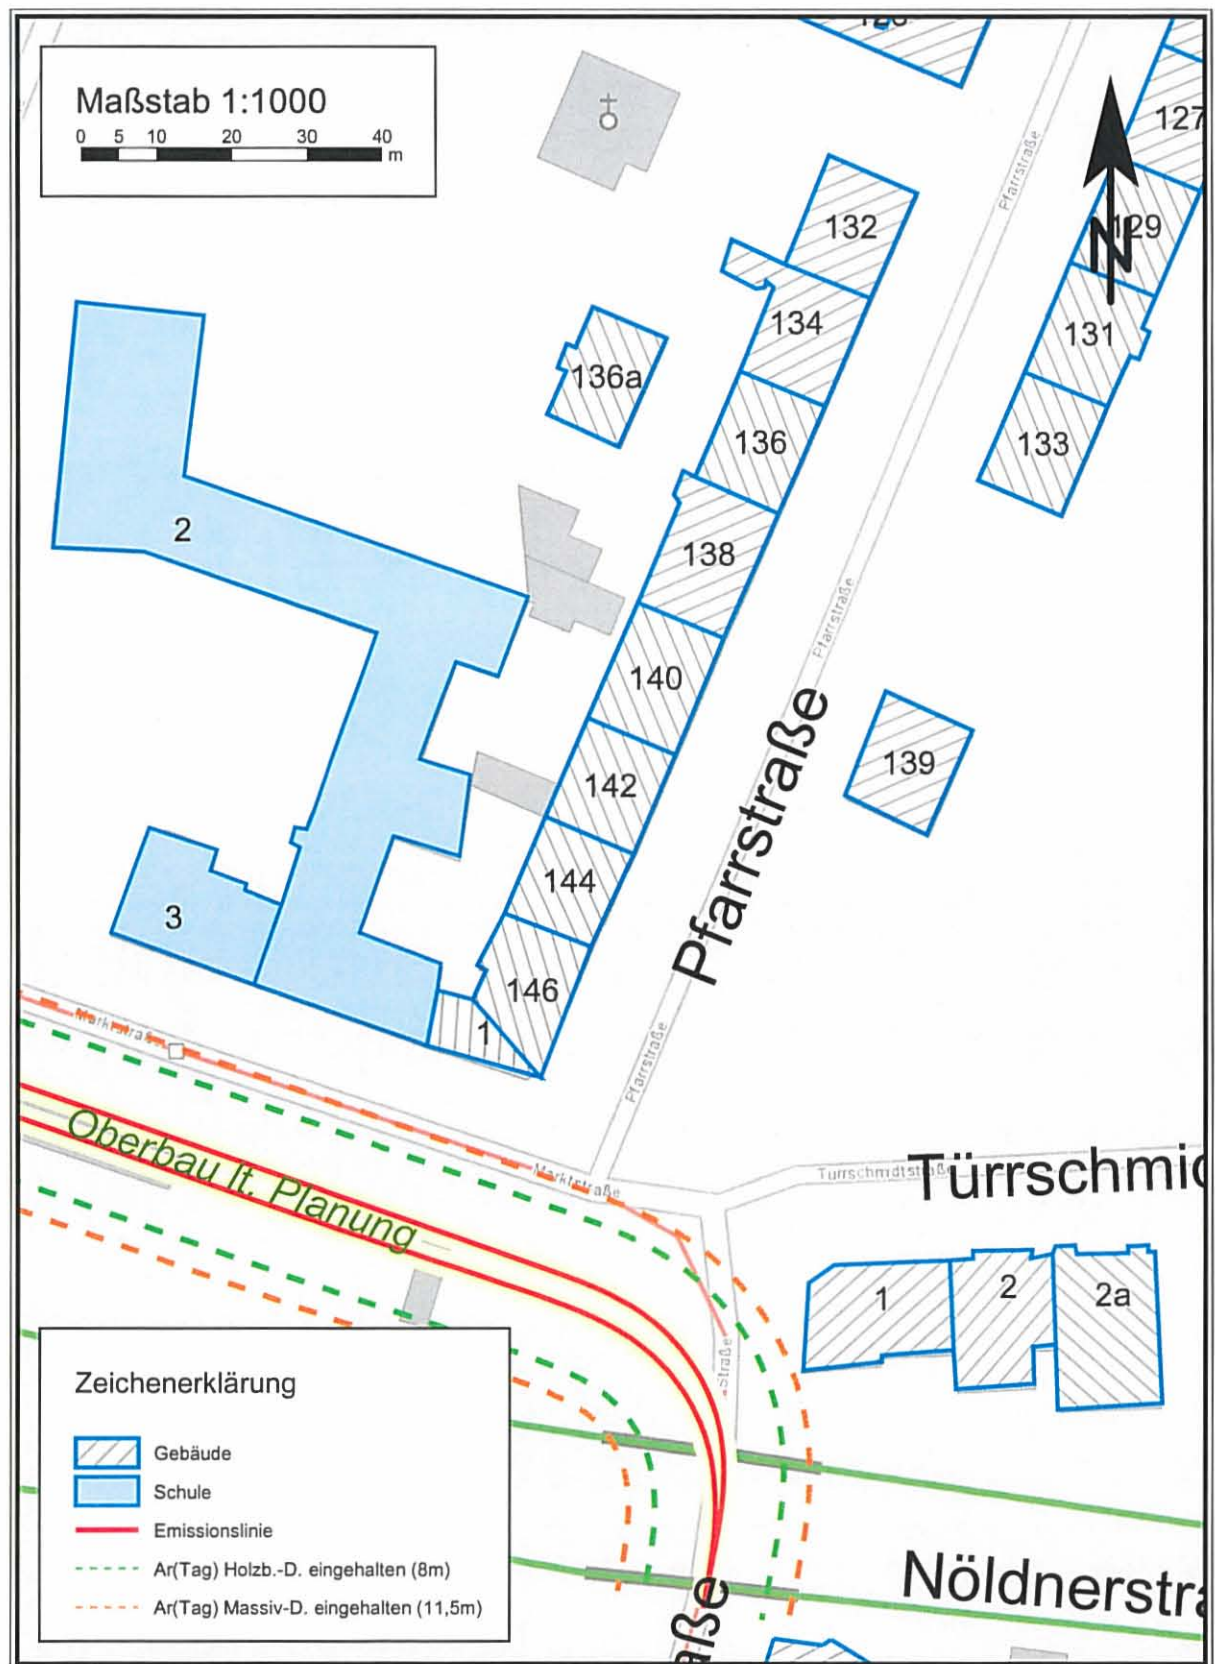 Maßstab 1:1000
0 5 10 20 30 40
m
127
132
Pfarrstraße
N
129
134
131
136a
136
133
2
138
Pfarrstraße
140
Pfarrstraße
142
139
144
3
146
1
Marktstraße
Pfarrstraße
Oberbau lt. Planung
Marktstraße
Türrschmidtstraße
Türrschmid
1
2
2a
Straße
Zeichenerklärung
Gebäude
Schule
Emissionslinie
Ar(Tag) Holzb.-D. eingehalten (8m)
Ar(Tag) Massiv-D. eingehalten (11,5m)
Nöldnerstra
aße